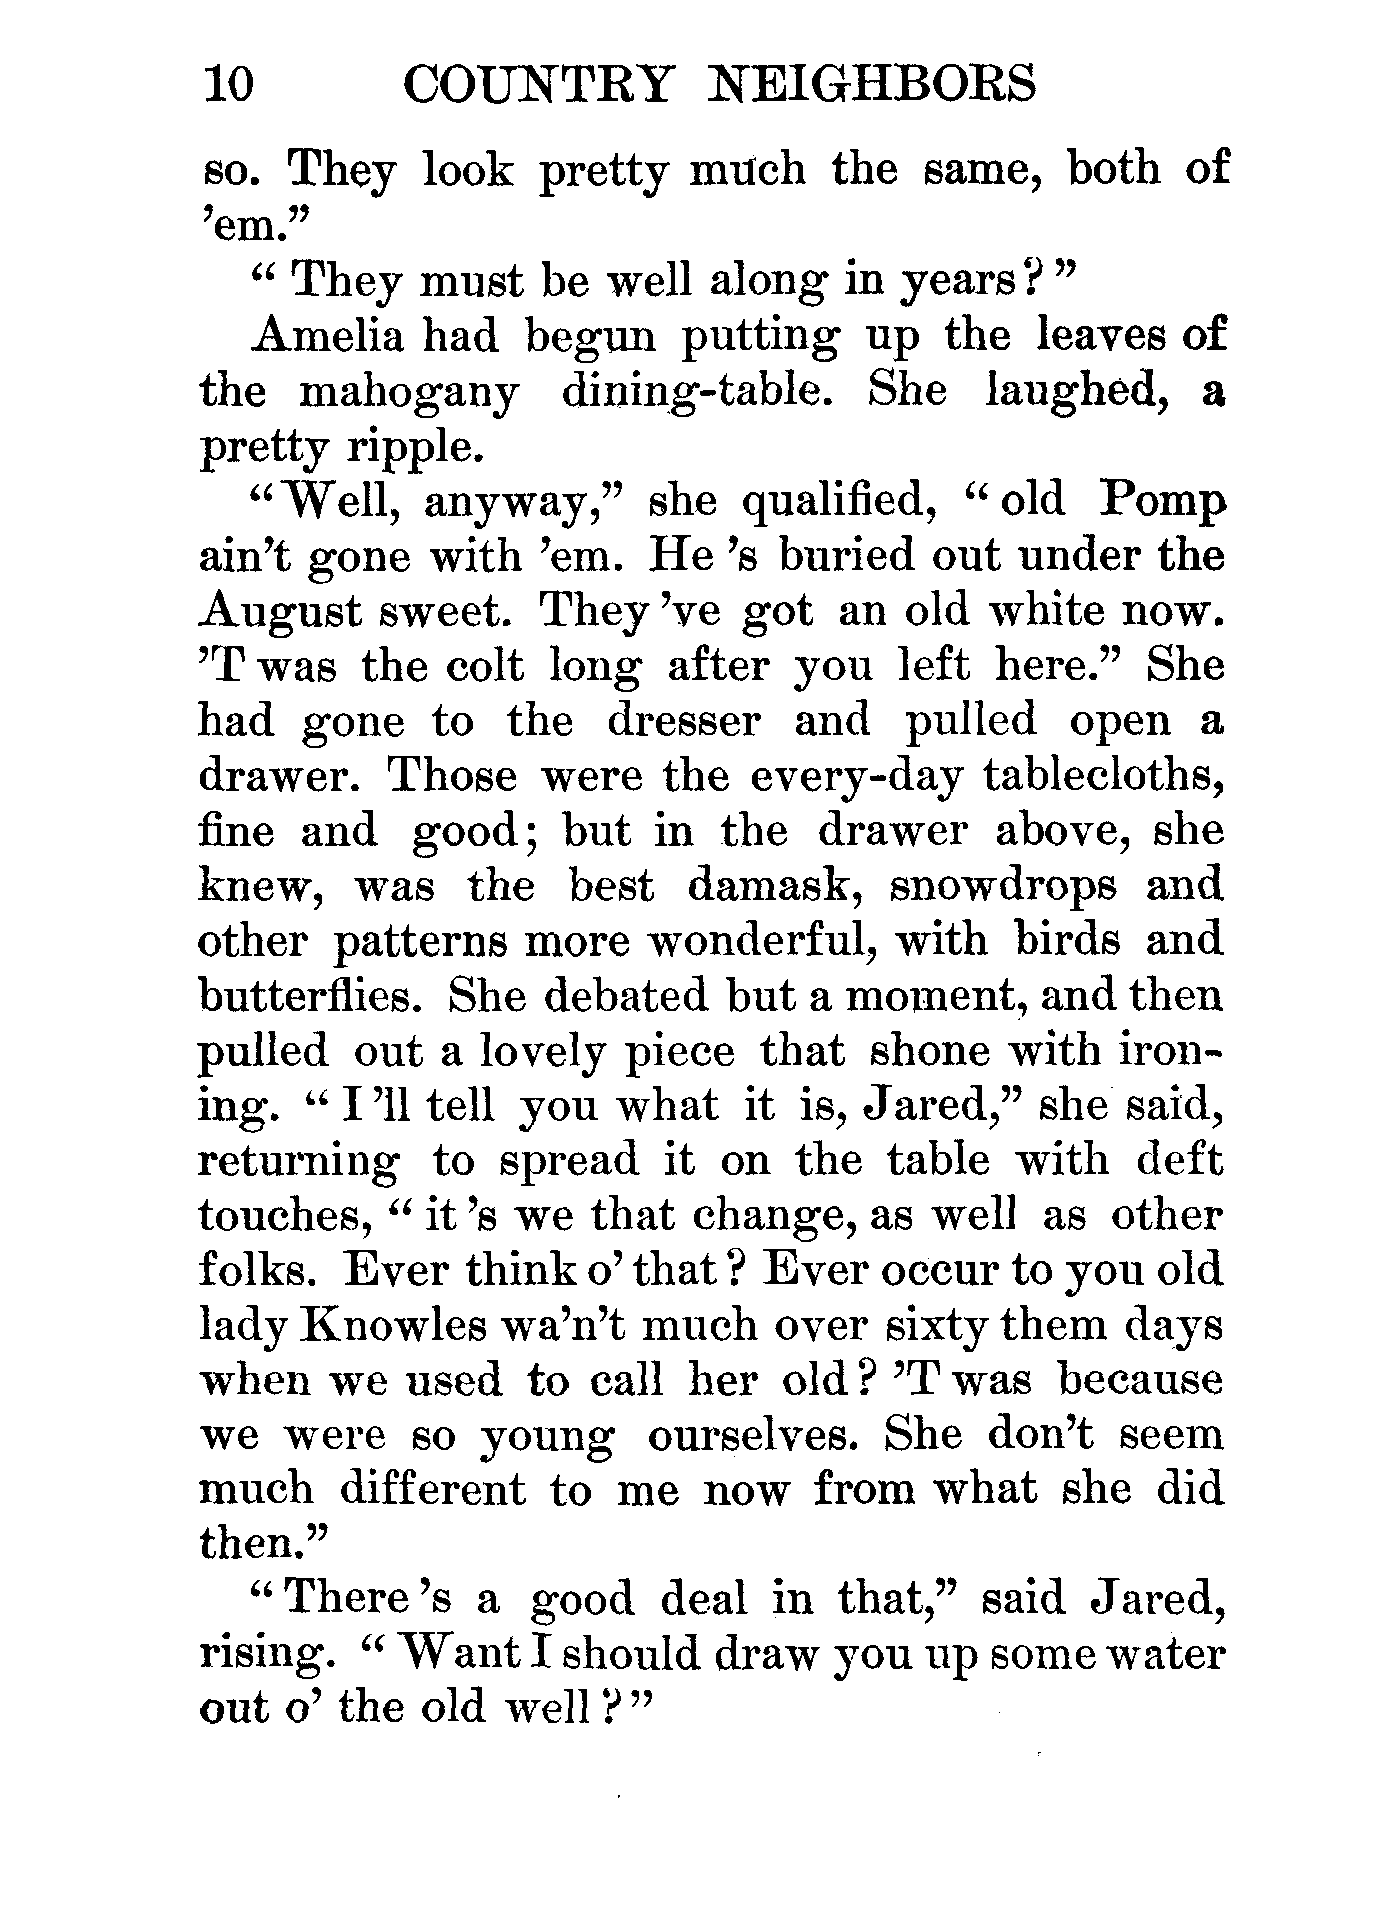 10 COUNTRY NEIGHBORS
so. They look pretty much the same, both of
’em.”
“ They must be well along in years? ”
Amelia had begun putting up the leaves of
the mahogany dining-table. She laughed, a
pretty ripple.
“Well, anyway,” she qualified, “ old Pomp
ain’t gone with ’em. He ’s buried out under the
August sweet. They ’ve got an old white now.
’T was the colt long after you left here.” She
had gone to the dresser and pulled open a
drawer. Those were the every-day tablecloths,
fine and good; but in the drawer above, she
knew, was the best damask, snowdrops and
other patterns more wonderful, with birds and
butterflies. She debated but a moment, and then
pulled out a lovely piece that shone with iron-
ing. “ I ’ll tell you what it is, Jared,” she said,
returning to spread it on the table with deft
touches, “ it ’s we that change, as well as other
folks. Ever think o’ that? Ever occur to you old
lady Knowles wa’n’t much over sixty them days
when we used to call her old? ’T was because
we were so young ourselves. She don’t seem
much different to me now from what she did
then.”
“ There ’s a good deal in that,” said Jared,
rising. “ Want I should draw you up some water
out o’ the old well? ”